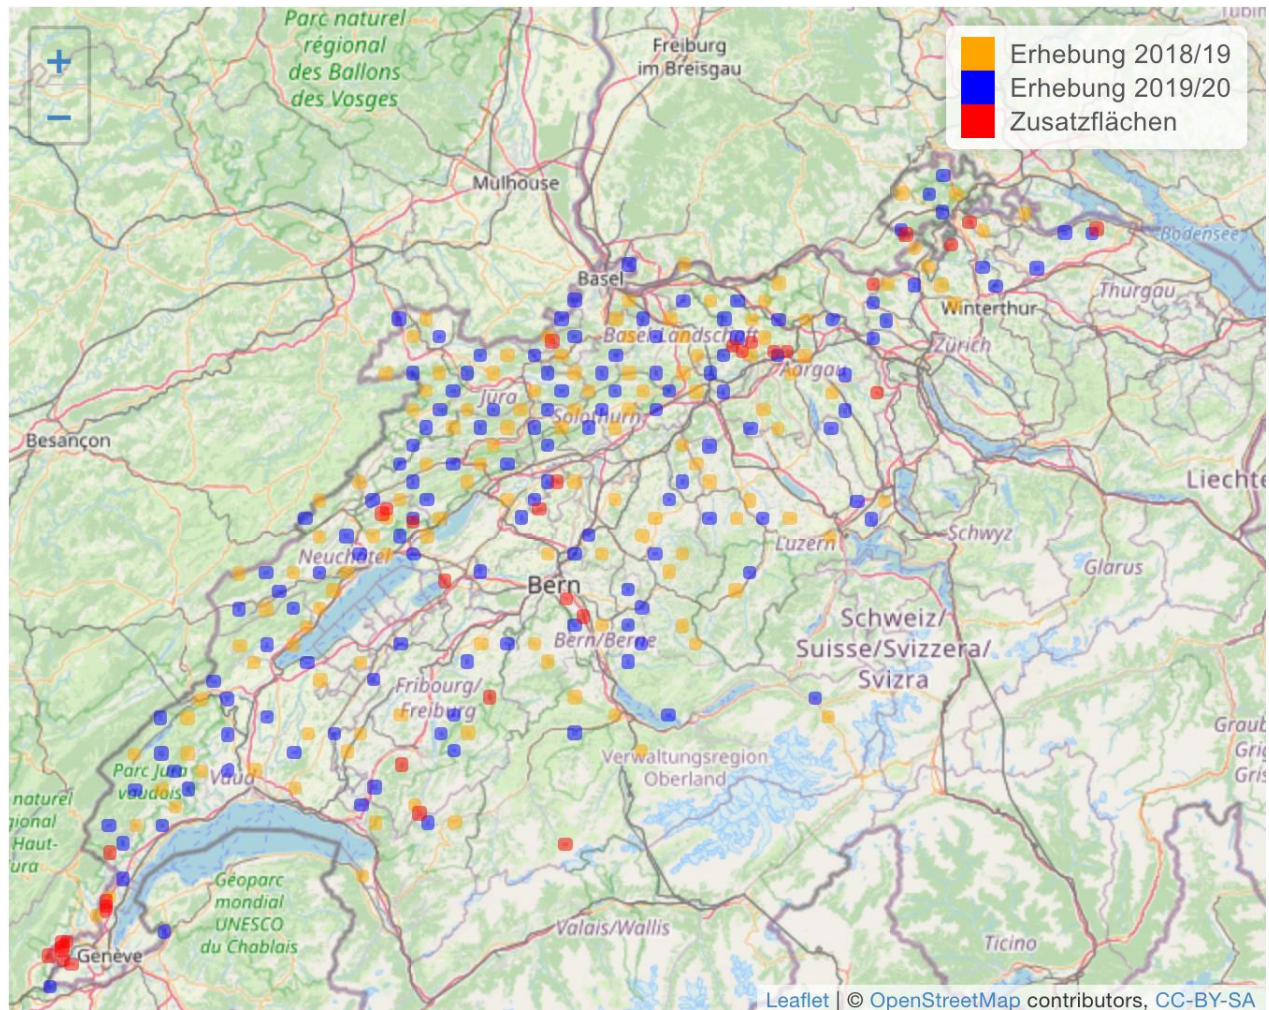 Parc naturel
régional
des Ballons
des Vosges
Freiburg
im Breisgau
+
−
Erhebung 2018/19
Erhebung 2019/20
Zusatzflächen
Mulhouse
Basel
Bodensee
Thurgau
Winterthur
Basel-Landschaft
Zürich
Aargau
Jura
Solothurn
Besançon
Liechte
Schwyz
Luzern
Neuchâtel
Glarus
Bern
Bern/Berne
Schweiz/
Suisse/Svizzera/
Svizra
Fribourg/
Freiburg
Graub
Grig
Gris
Verwaltungsregion
Oberland
Parc Jura
vaudois
Vaud
naturel
gional
Haut-
ura
Géoparc
mondial
UNESCO
du Chablais
Valais/Wallis
Ticino
Genève
Leaflet | © OpenStreetMap contributors, CC-BY-SA